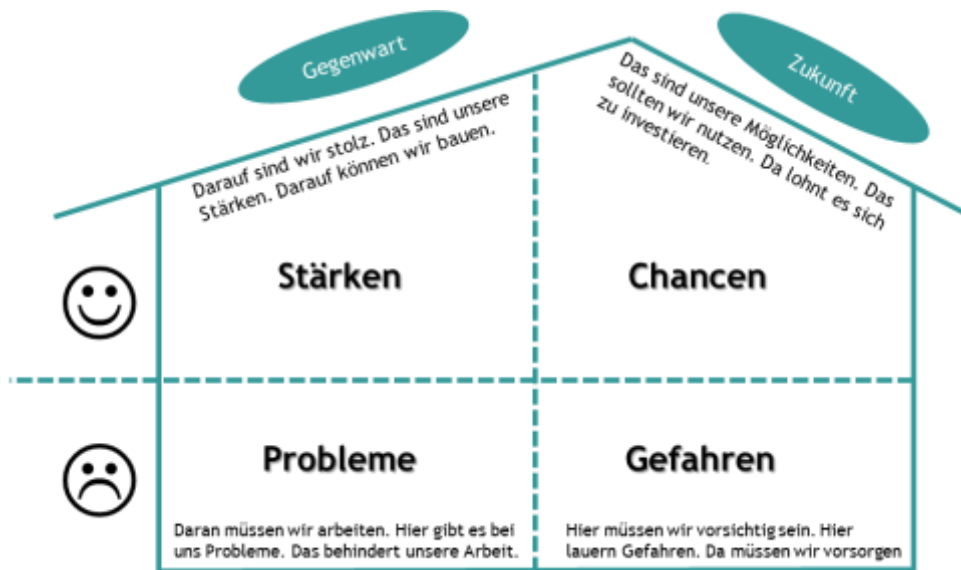 Gegenwart
Zukunft
Darauf sind wir stolz. Das sind unsere
Stärken. Darauf können wir bauen.
Das sind unsere Möglichkeiten. Das
sollten wir nutzen. Da lohnt es sich
zu investieren.
Stärken
Chancen
Probleme
Gefahren
Daran müssen wir arbeiten. Hier gibt es bei
uns Probleme. Das behindert unsere Arbeit.
Hier müssen wir vorsichtig sein. Hier
lauern Gefahren. Da müssen wir vorsorgen